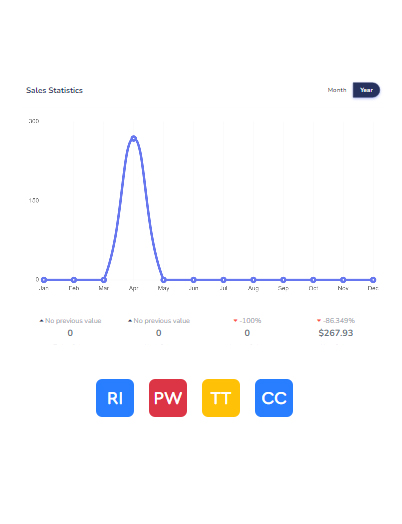 Sales Statistics
Month Year
300
150
0
Jan Feb Mar Apr May Jun Jul Aug Sep Oct Nov Dec
No previous value No previous value -100% -86.349%
0 0 0 $267.93
RI PW TT CC